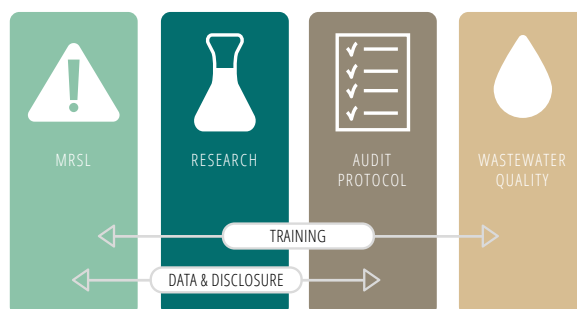 MRSL
RESEARCH
AUDIT
PROTOCOL
WASTEWATER
QUALITY
TRAINING
DATA & DISCLOSURE